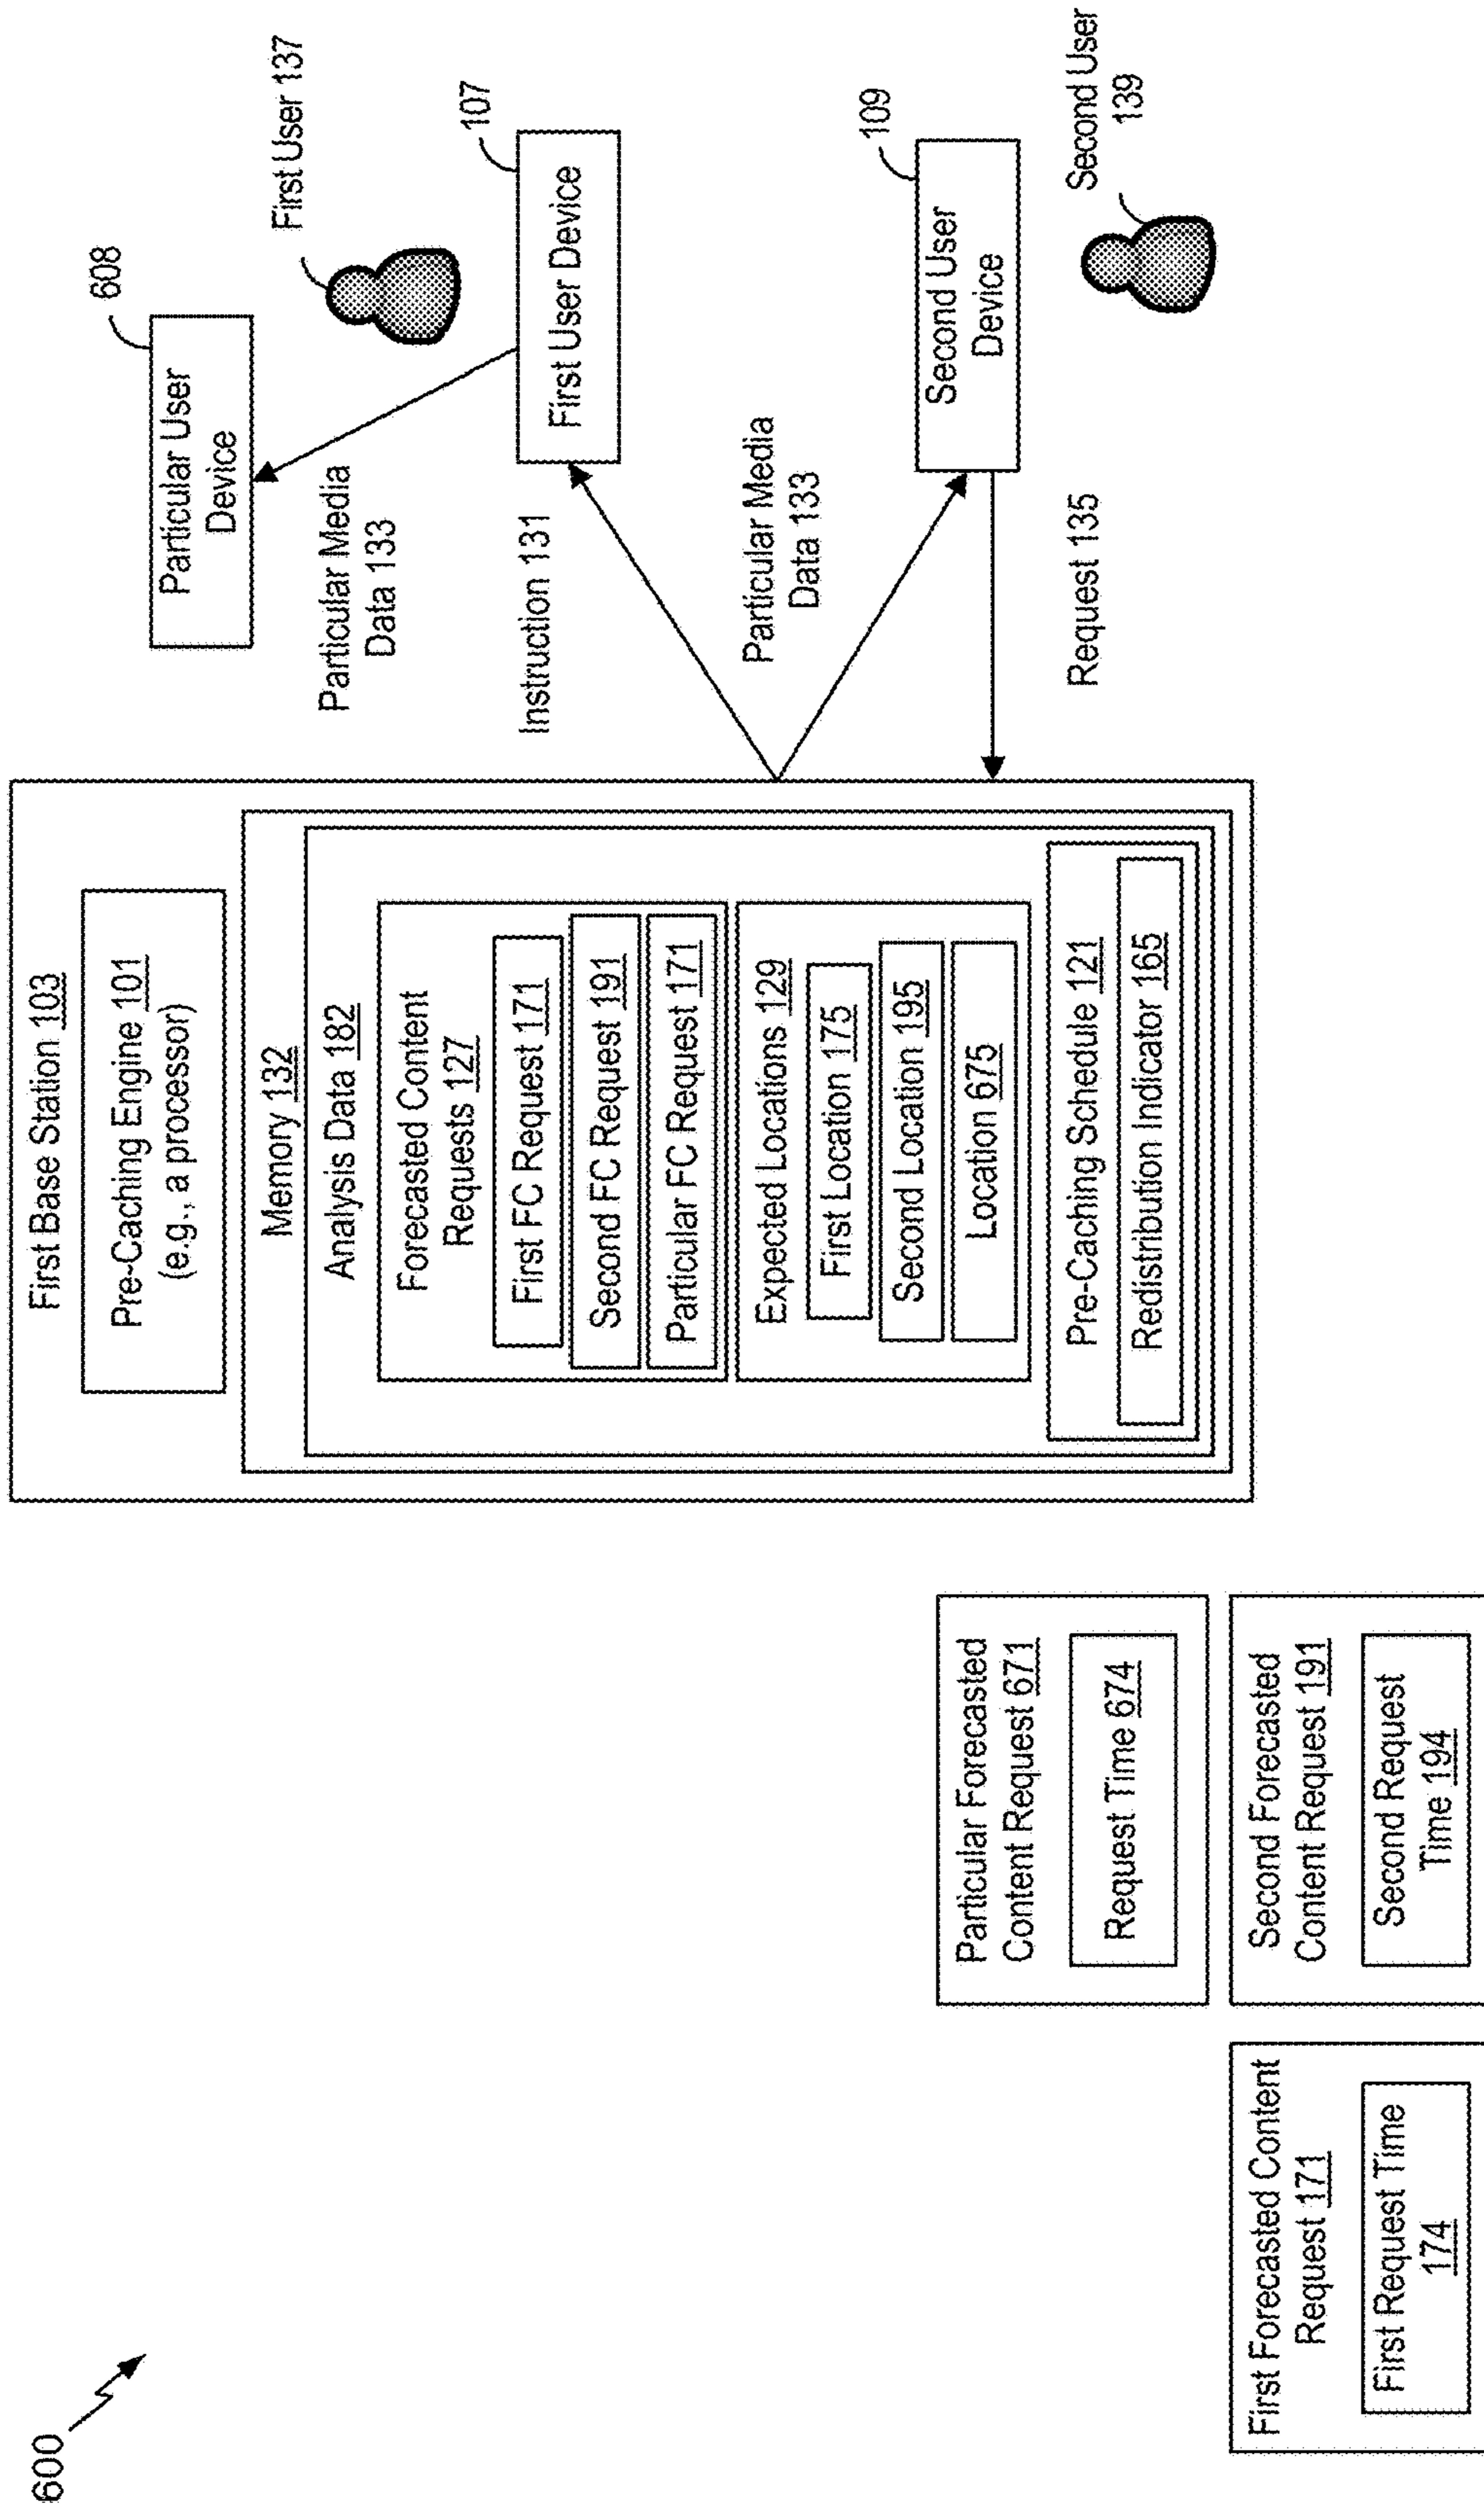 600
First Base Station 103
Pre-Caching Engine 101
(e.g., a processor)
Memory 132
Analysis Data 182
Forecasted Content
Requests 127
First FC Request 171
Second FC Request 191
Particular FC Request 171
Expected Locations 129
First Location 175
Second Location 195
Location 675
Pre-Caching Schedule 121
Redistribution Indicator 165
608
Particular User
Device
Particular Media
Data 133
First User 137
107
First User Device
Instruction 131
Particular Media
Data 133
109
Second User
Device
Request 135
Second User
139
Particular Forecasted
Content Request 671
Request Time 674
First Forecasted Content
Request 171
First Request Time
174
Second Forecasted
Content Request 191
Second Request
Time 194